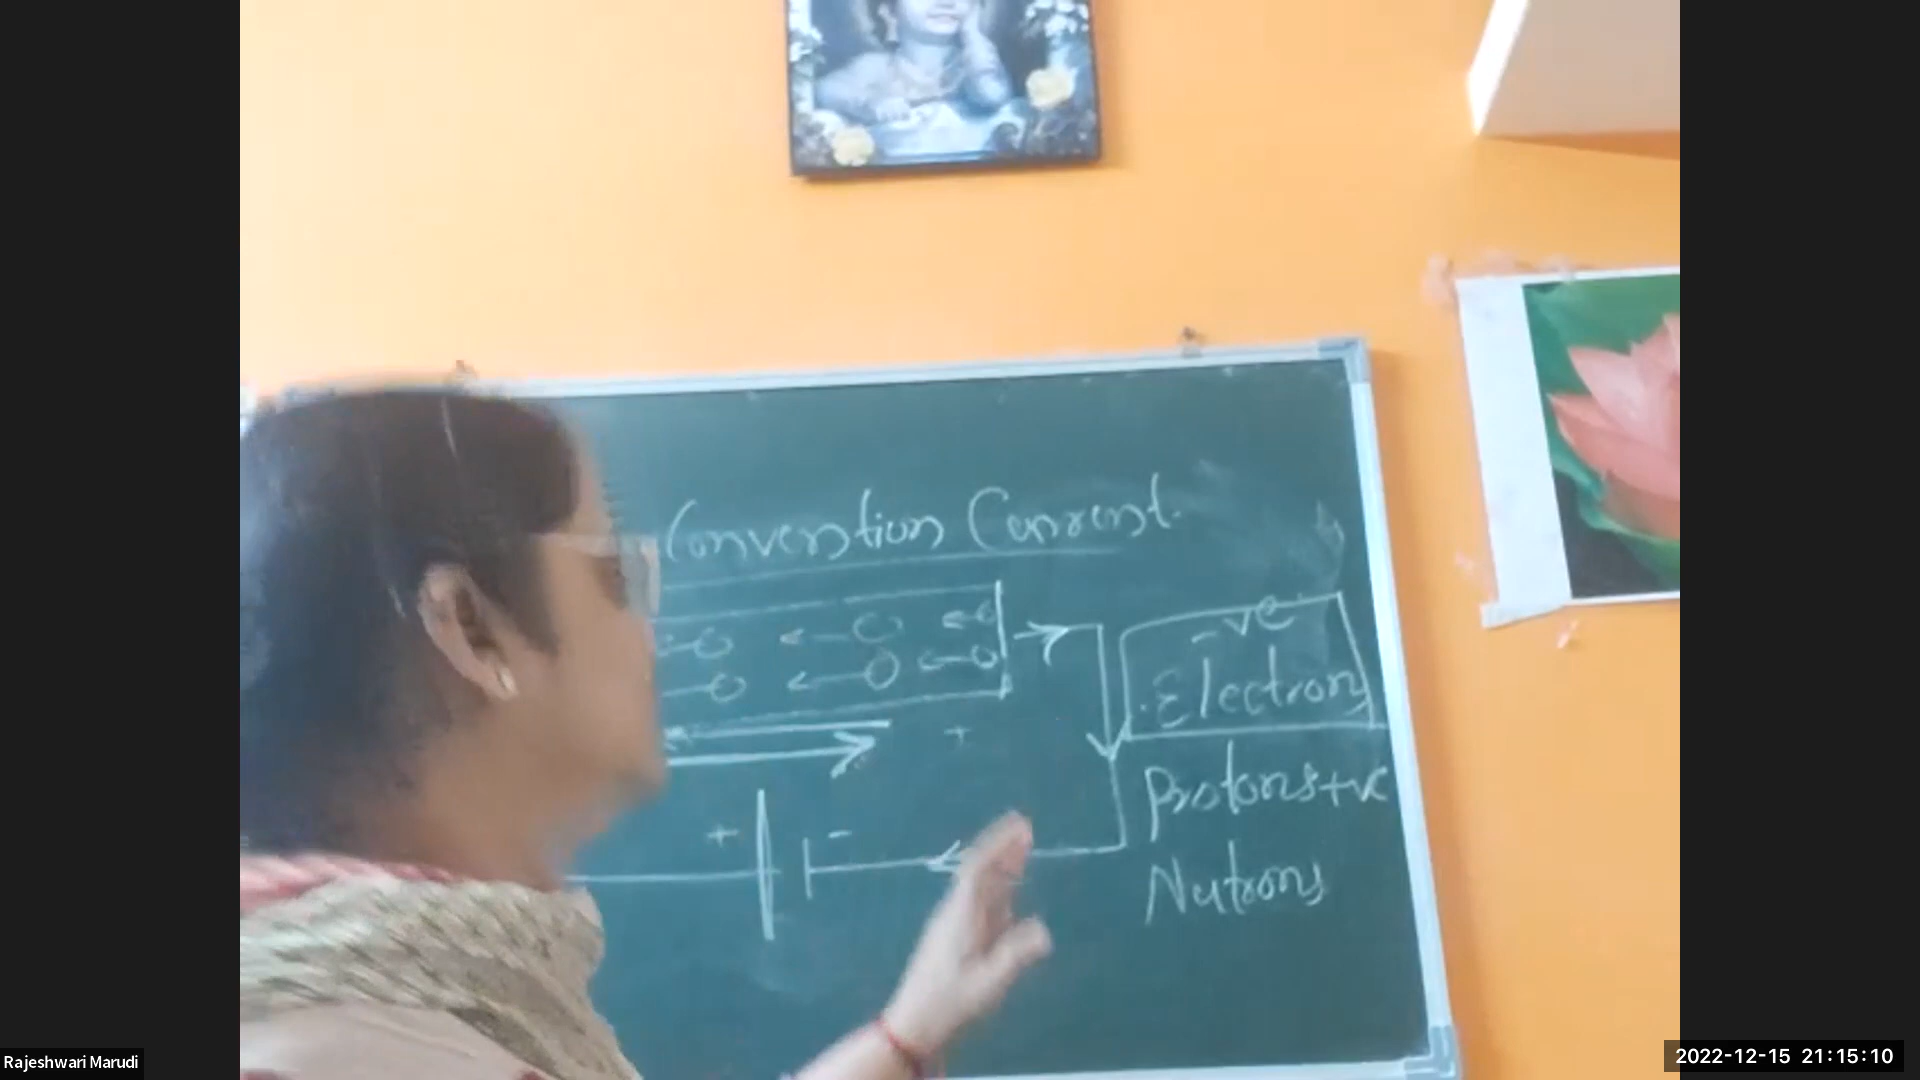 Convention Current.
-ve
Electron
Protons +ve
Nutrons
+
+ -
Rajeshwari Marudi
2022-12-15 21:15:10